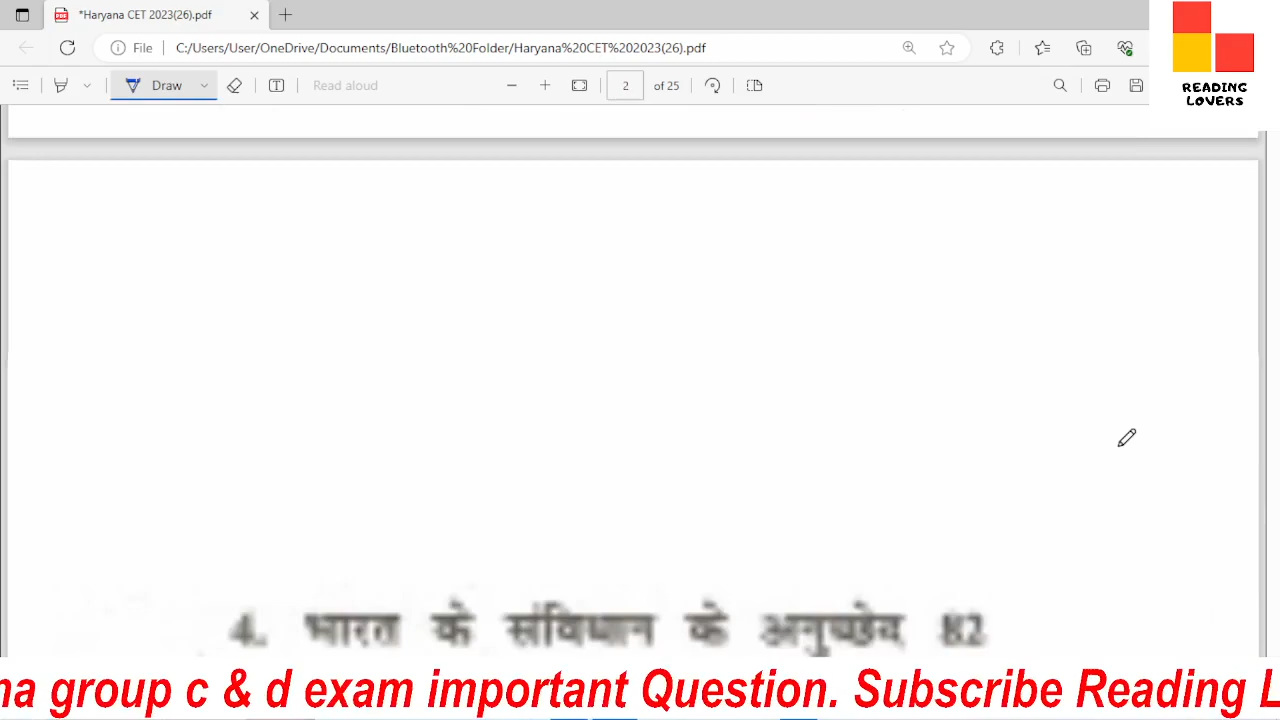 *Haryana CET 2023(26).pdf
File
C:/Users/User/OneDrive/Documents/Bluetooth%20Folder/Haryana%20CET%202023(26).pdf
READING
LOVERS
Draw
Read aloud
2
of 25
4. भारत के संविधान के अनुच्छेद 82
na group c & d exam important Question. Subscribe Reading L